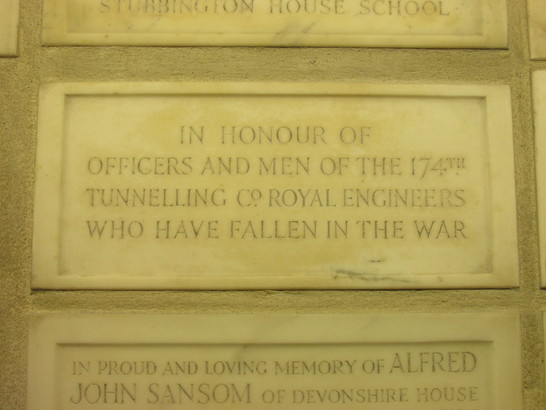 STUBBINGTON HOUSE SCHOOL
IN HONOUR OF
OFFICERS AND MEN OF THE 174TH
TUNNELLING CO ROYAL ENGINEERS
WHO HAVE FALLEN IN THE WAR
IN PROUD AND LOVING MEMORY OF ALFRED
JOHN SANSOM OF DEVONSHIRE HOUSE